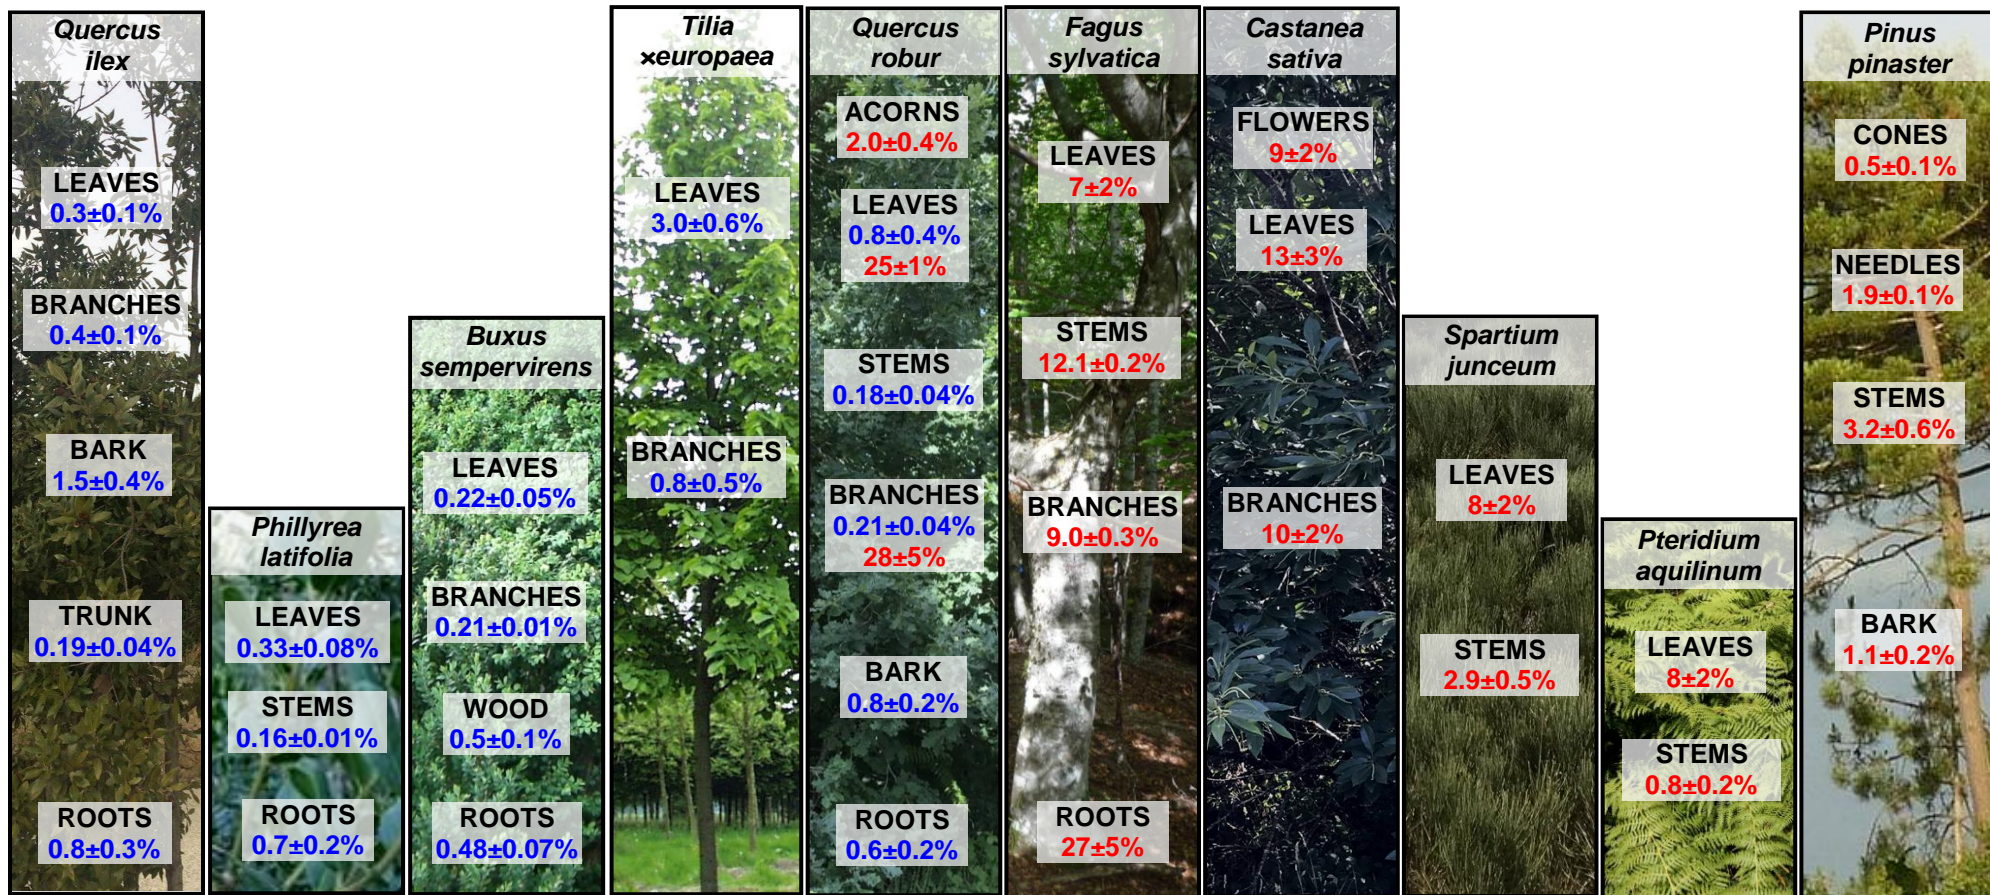 Quercus
ilex
LEAVES
0.3±0.1%
BRANCHES
0.4±0.1%
BARK
1.5±0.4%
TRUNK
0.19±0.04%
ROOTS
0.8±0.3%
Phillyrea
latifolia
LEAVES
0.33±0.08%
STEMS
0.16±0.01%
ROOTS
0.7±0.2%
Buxus
sempervirens
LEAVES
0.22±0.05%
BRANCHES
0.21±0.01%
WOOD
0.5±0.1%
ROOTS
0.48±0.07%
Tilia
×europaea
LEAVES
3.0±0.6%
BRANCHES
0.8±0.5%
Quercus
robur
ACORNS
2.0±0.4%
LEAVES
0.8±0.4%
25±1%
STEMS
0.18±0.04%
BRANCHES
0.21±0.04%
28±5%
BARK
0.8±0.2%
ROOTS
0.6±0.2%
Fagus
sylvatica
LEAVES
7±2%
STEMS
12.1±0.2%
BRANCHES
9.0±0.3%
ROOTS
27±5%
Castanea
sativa
FLOWERS
9±2%
LEAVES
13±3%
BRANCHES
10±2%
Spartium
junceum
LEAVES
8±2%
STEMS
2.9±0.5%
Pteridium
aquilinum
LEAVES
8±2%
STEMS
0.8±0.2%
Pinus
pinaster
CONES
0.5±0.1%
NEEDLES
1.9±0.1%
STEMS
3.2±0.6%
BARK
1.1±0.2%